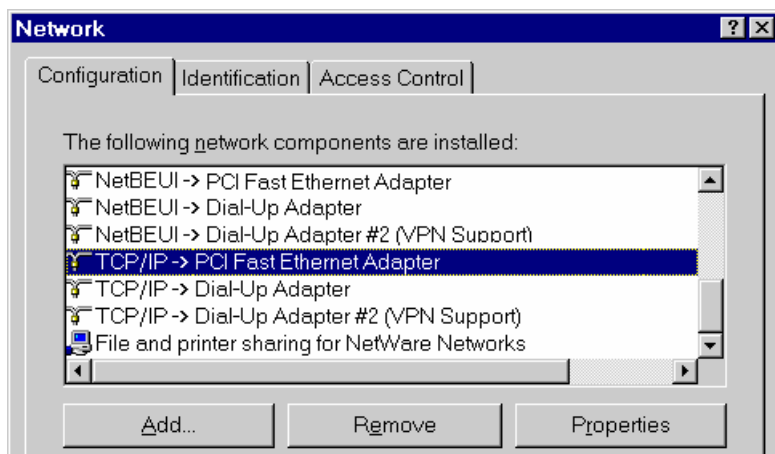 Network
Configuration Identification Access Control
The following network components are installed:
NetBEUI -> PCI Fast Ethernet Adapter
NetBEUI -> Dial-Up Adapter
NetBEUI -> Dial-Up Adapter #2 (VPN Support)
TCP/IP -> PCI Fast Ethernet Adapter
TCP/IP -> Dial-Up Adapter
TCP/IP -> Dial-Up Adapter #2 (VPN Support)
File and printer sharing for NetWare Networks
Add... Remove Properties